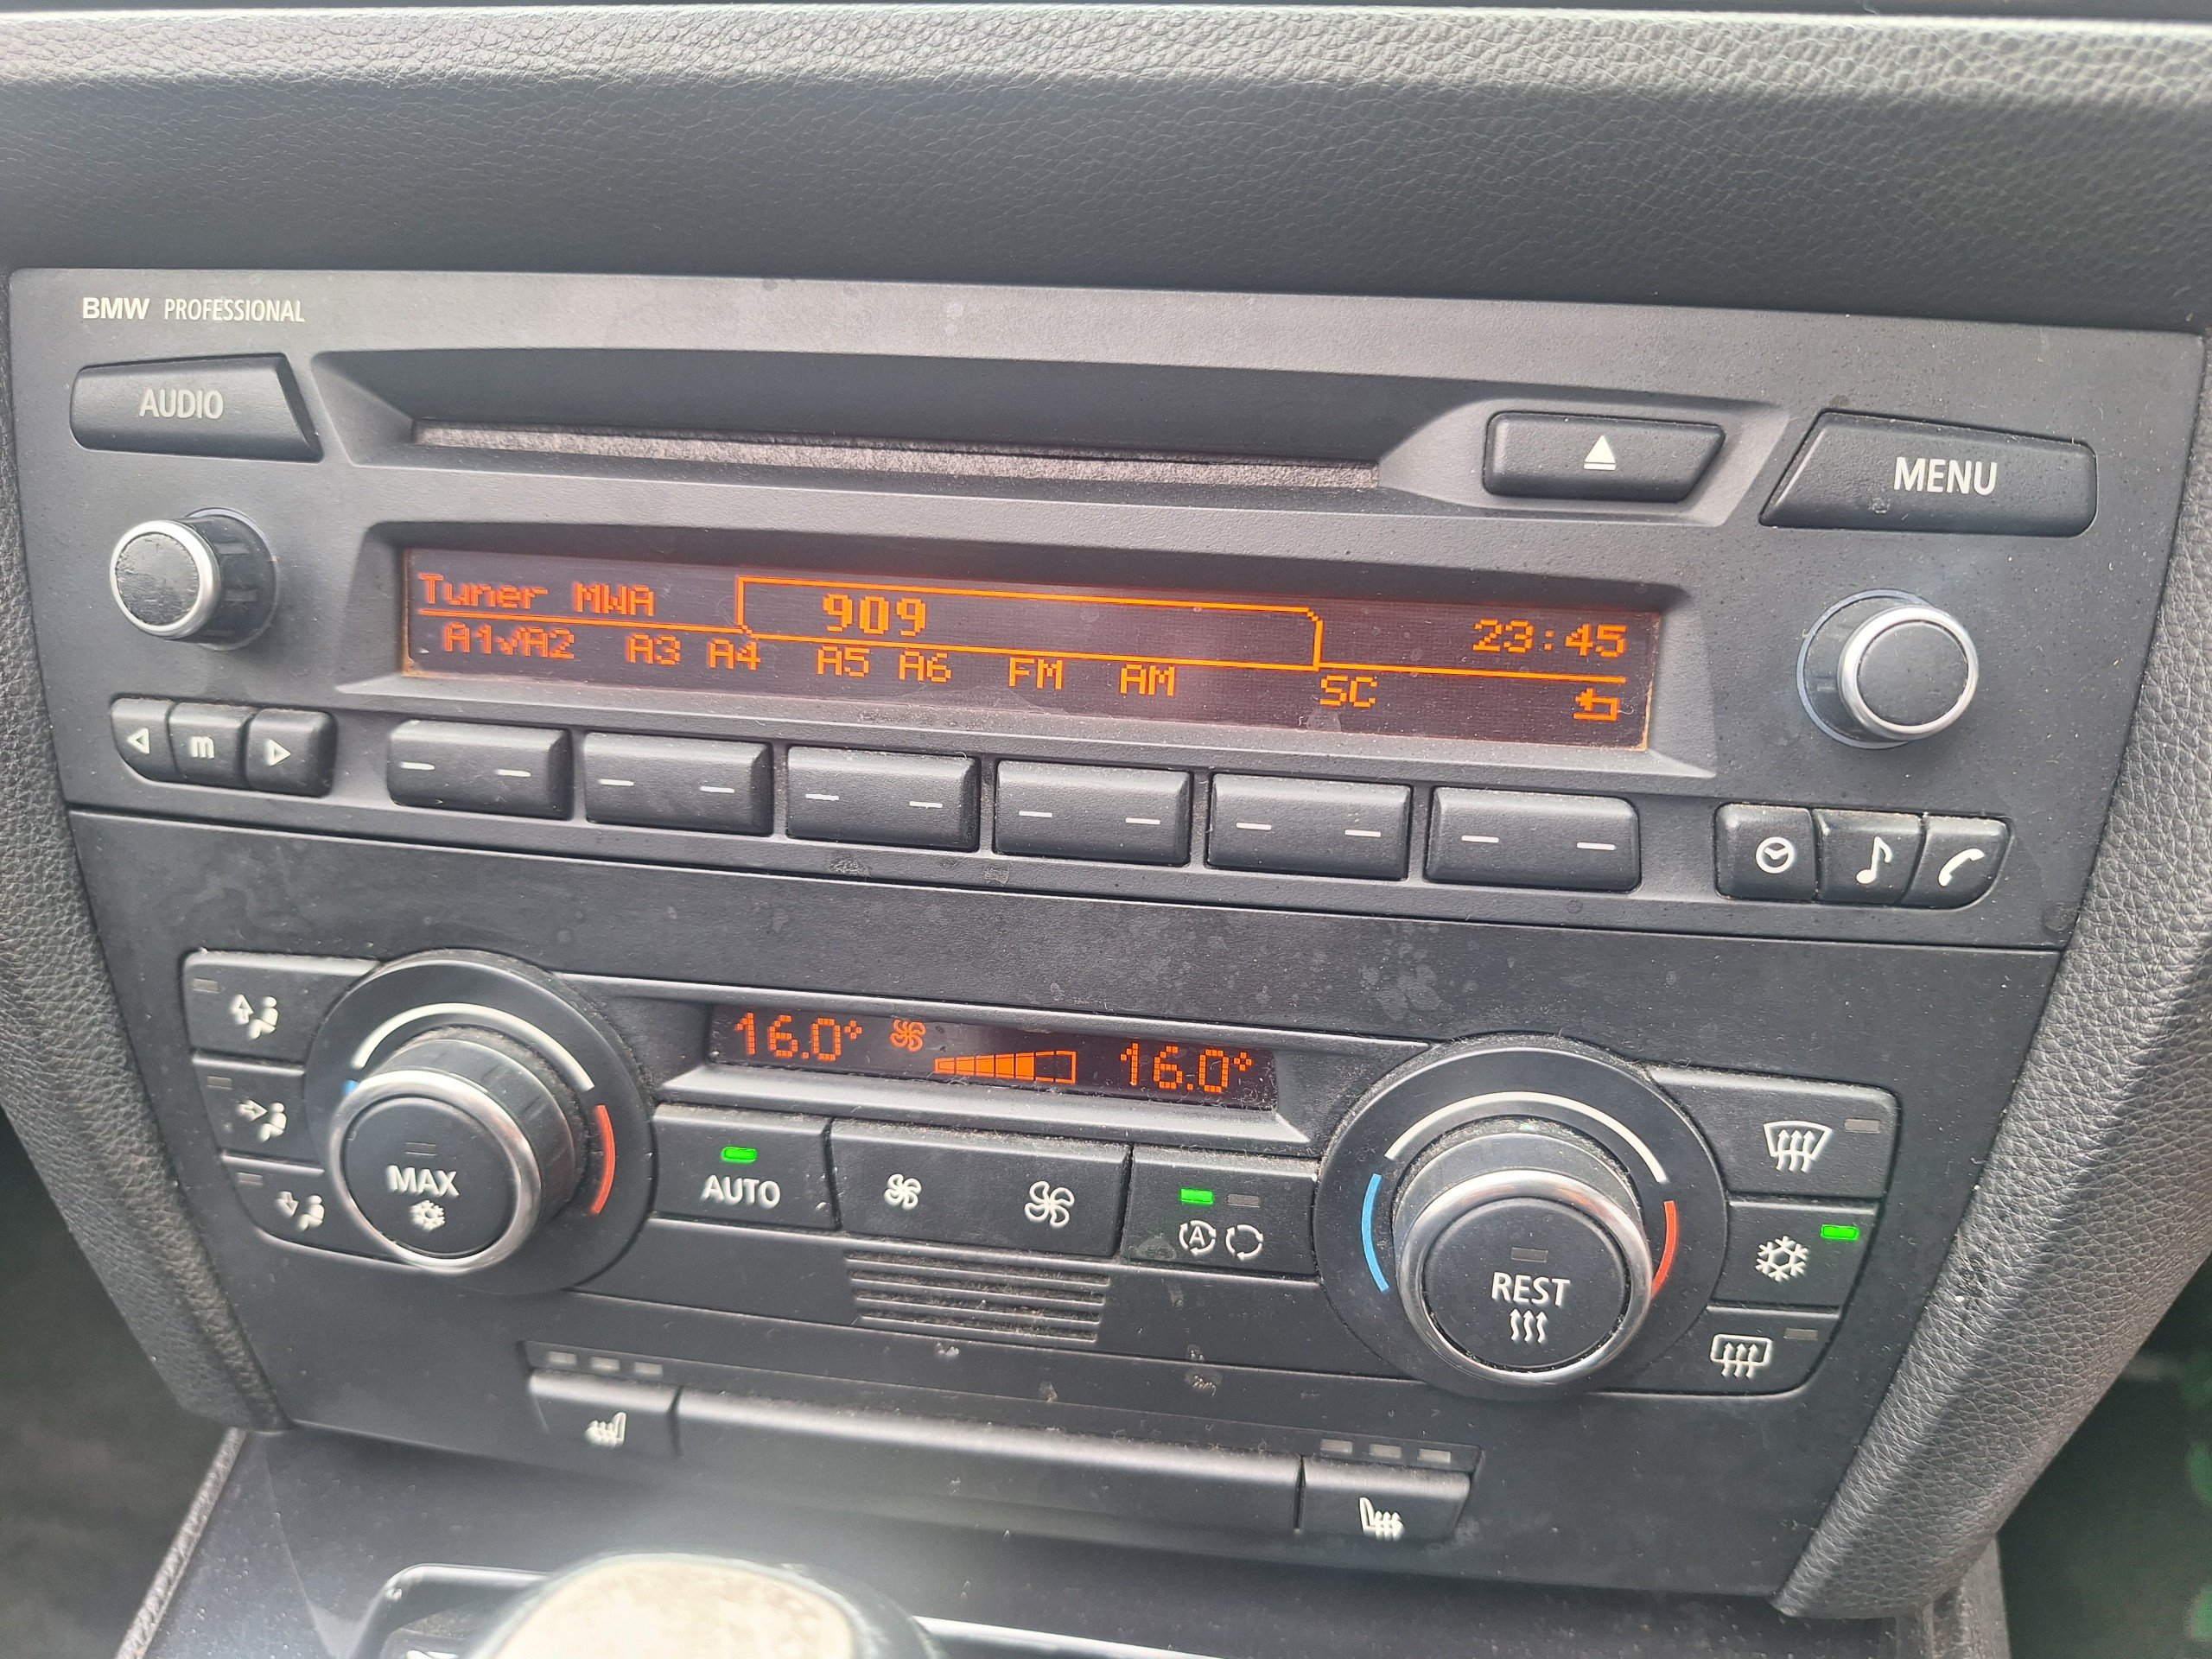 BMW PROFESSIONAL
AUDIO
MENU
Tuner MWA 909 23:45
A1√A2 A3 A4 A5 A6 FM AM SC
m
16.0° 16.0°
MAX
AUTO
A
REST